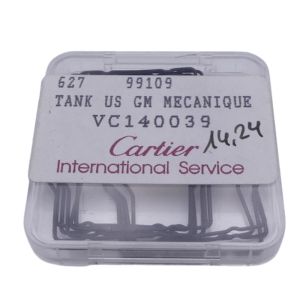 627 99109
TANK US GM MECANIQUE
VC140039
14,24
Cartier
International Service